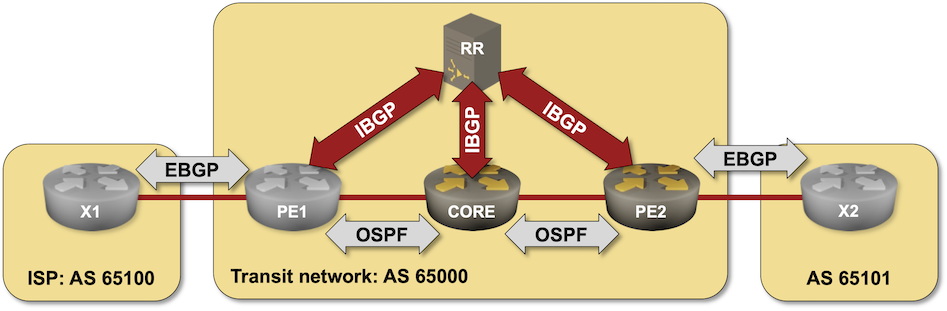 RR
IBGP
IBGP
IBGP
EBGP
EBGP
X1
PE1
CORE
PE2
X2
OSPF
OSPF
ISP: AS 65100
Transit network: AS 65000
AS 65101